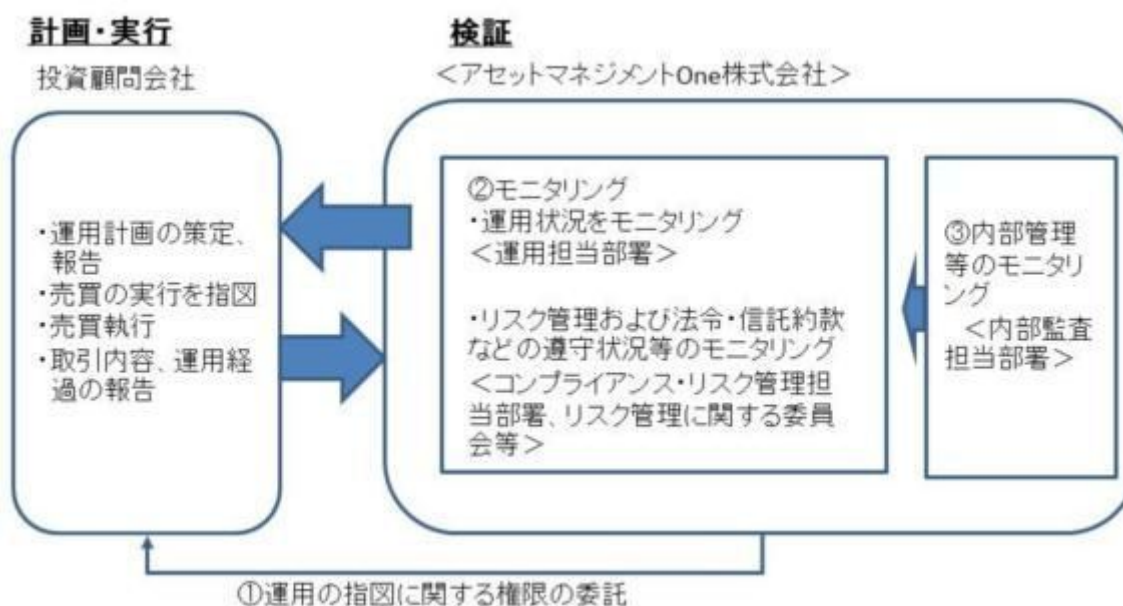 計画・実行
投資顧問会社
・運用計画の策定、
報告
・売買の実行を指図
・売買執行
・取引内容、運用経
過の報告
検証
＜アセットマネジメントOne株式会社＞
②モニタリング
・運用状況をモニタリング
＜運用担当部署＞
・リスク管理および法令・信託約款
などの遵守状況等のモニタリング
＜コンプライアンス・リスク管理担
当部署、リスク管理に関する委員
会等＞
③内部管理
等のモニタリ
ング
＜内部監査
担当部署＞
①運用の指図に関する権限の委託